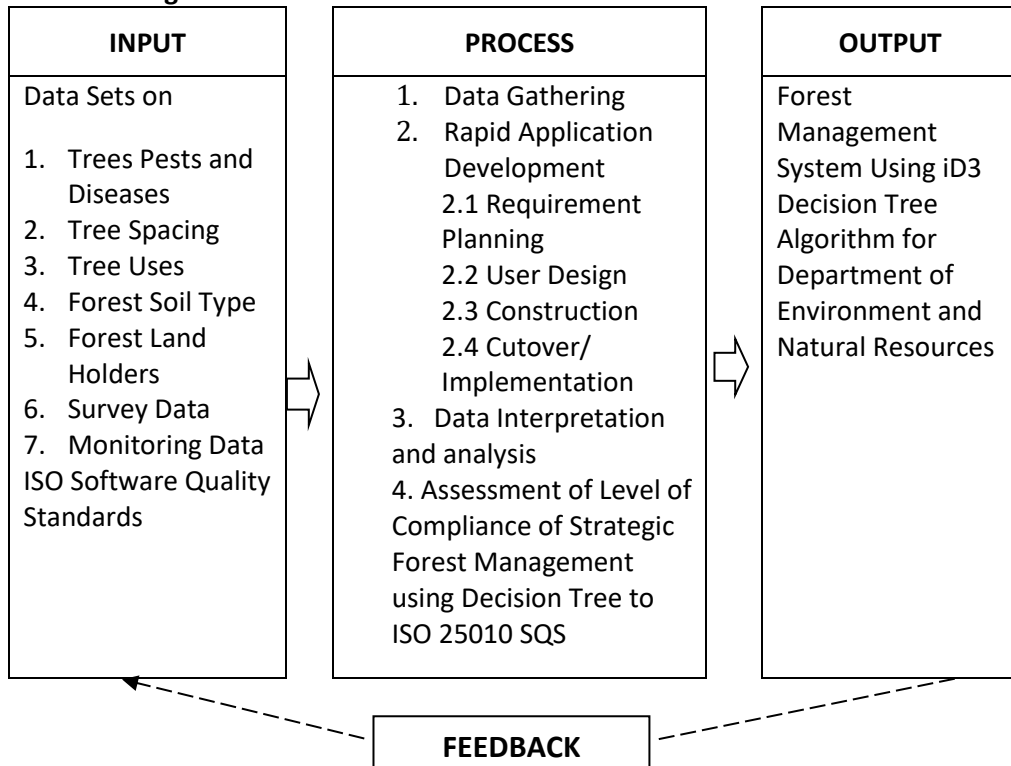 INPUT
Data Sets on
1. Trees Pests and
Diseases
2. Tree Spacing
3. Tree Uses
4. Forest Soil Type
5. Forest Land
Holders
6. Survey Data
7. Monitoring Data
ISO Software Quality
Standards
PROCESS
1. Data Gathering
2. Rapid Application
Development
2.1 Requirement
Planning
2.2 User Design
2.3 Construction
2.4 Cutover/
Implementation
3. Data Interpretation
and analysis
4. Assessment of Level of
Compliance of Strategic
Forest Management
using Decision Tree to
ISO 25010 SQS
OUTPUT
Forest
Management
System Using iD3
Decision Tree
Algorithm for
Department of
Environment and
Natural Resources
FEEDBACK